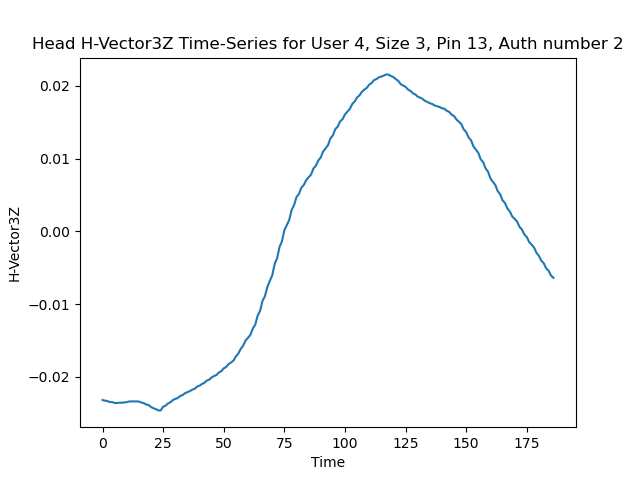 Head H-Vector3Z Time-Series for User 4, Size 3, Pin 13, Auth number 2
H-Vector3Z
0.02
0.01
0.00
−0.01
−0.02
0 25 50 75 100 125 150 175
Time